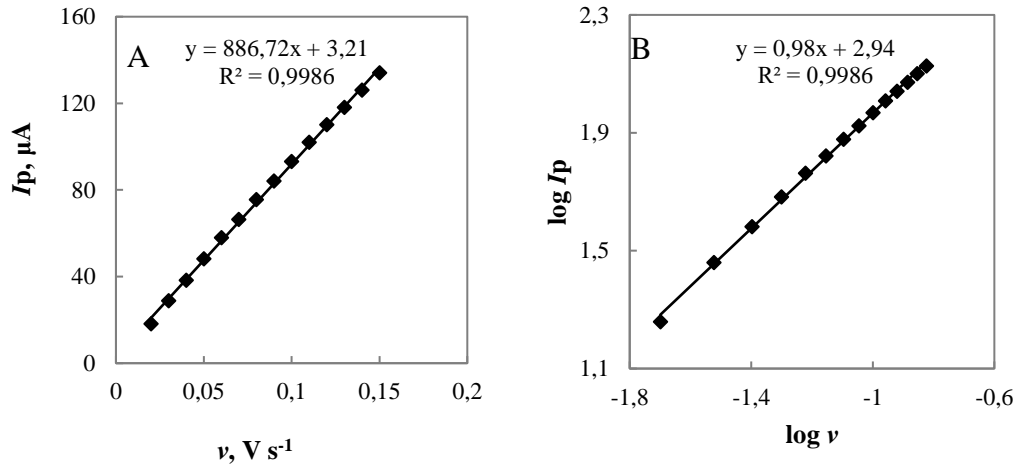 A
y = 886,72x + 3,21
R² = 0,9986
160
120
80
40
0
0
0,05
0,1
0,15
0,2
Ip, µA
v, V s⁻¹
B
y = 0,98x + 2,94
R² = 0,9986
2,3
1,9
1,5
1,1
-1,8
-1,4
-1
-0,6
log Ip
log v